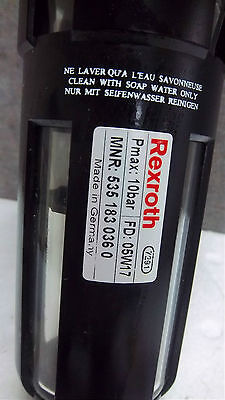 NE LAVER QU'A L'EAU SAVONNEUSE
CLEAN WITH SOAP WATER ONLY
NUR MIT SEIFENWASSER REINIGEN
Rexroth
7261
Pmax: 10bar FD: 05W17
MNR: 535 183 036 0
Made in Germany